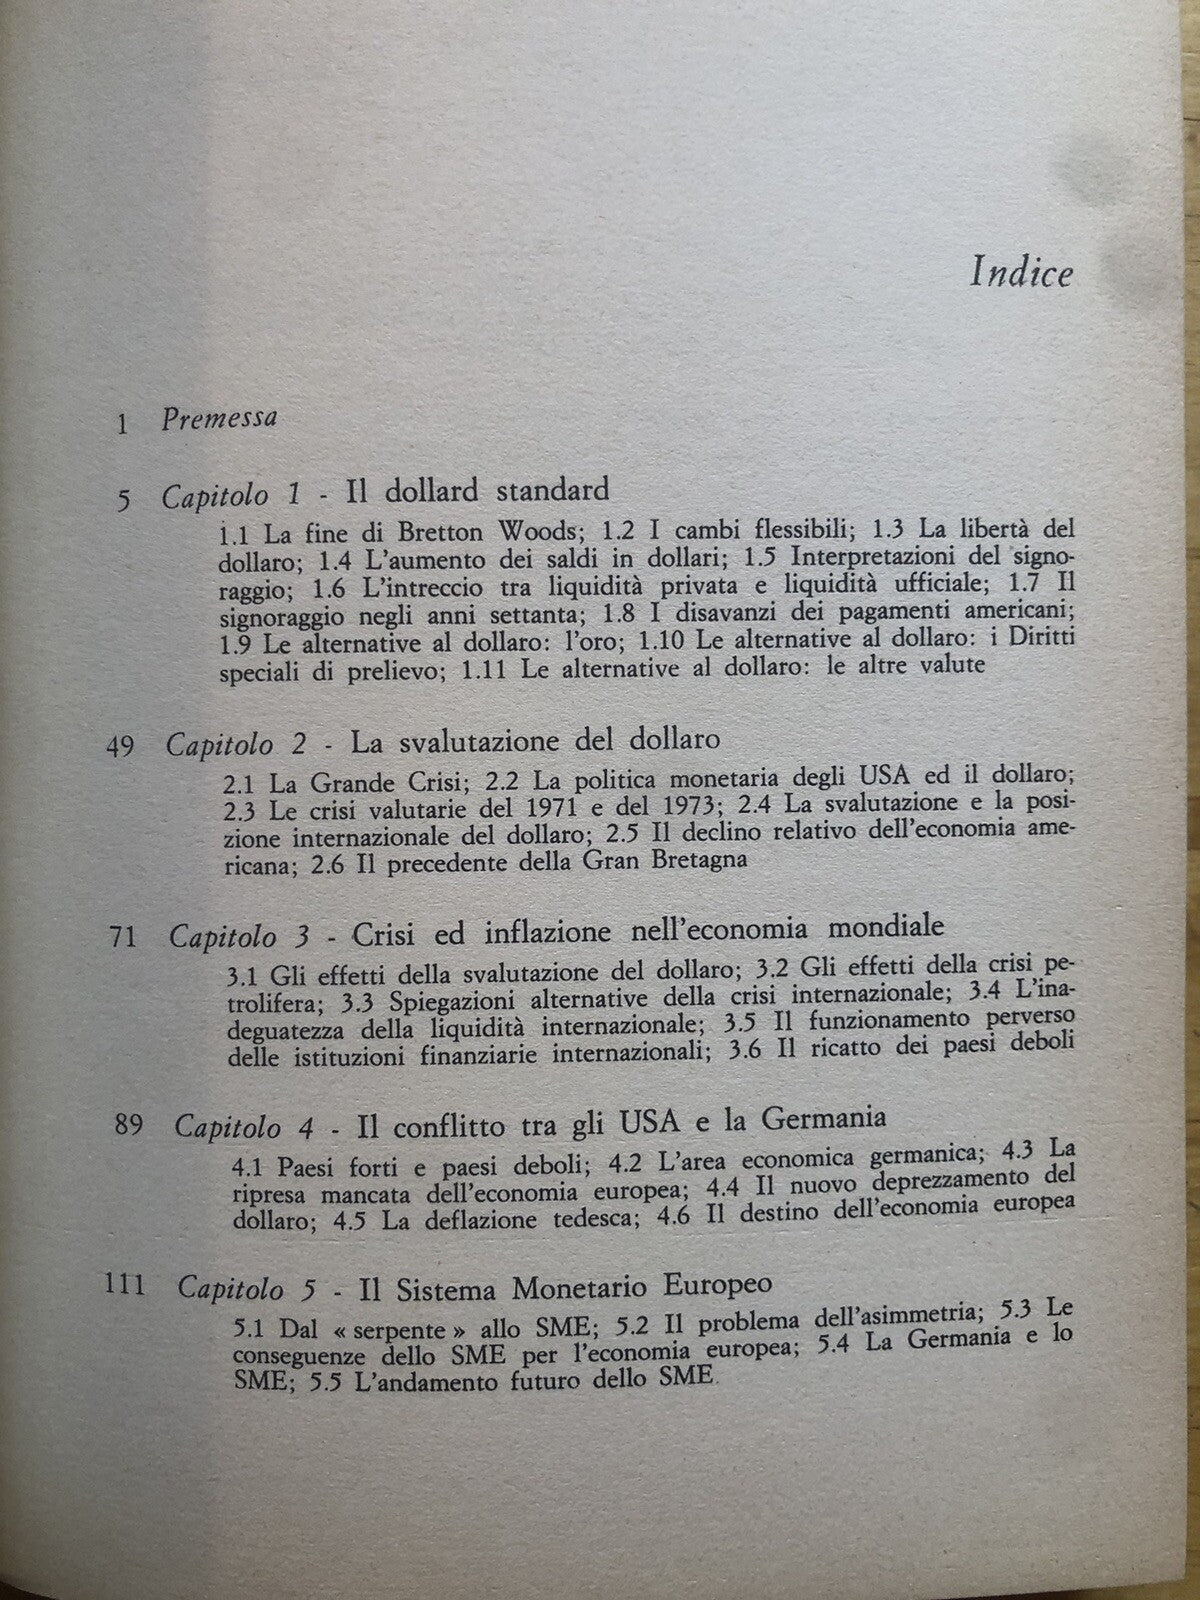 Indice
1 Premessa
5 Capitolo 1 - Il dollard standard
1.1 La fine di Bretton Woods; 1.2 I cambi flessibili; 1.3 La libertà del
dollaro; 1.4 L'aumento dei saldi in dollari; 1.5 Interpretazioni del signo-
raggio; 1.6 L'intreccio tra liquidità privata e liquidità ufficiale; 1.7 Il
signoraggio negli anni settanta; 1.8 I disavanzi dei pagamenti americani;
1.9 Le alternative al dollaro: l'oro; 1.10 Le alternative al dollaro: i Diritti
speciali di prelievo; 1.11 Le alternative al dollaro: le altre valute
49 Capitolo 2 - La svalutazione del dollaro
2.1 La Grande Crisi; 2.2 La politica monetaria degli USA ed il dollaro;
2.3 Le crisi valutarie del 1971 e del 1973; 2.4 La svalutazione e la posi-
zione internazionale del dollaro; 2.5 Il declino relativo dell'economia ame-
ricana; 2.6 Il precedente della Gran Bretagna
71 Capitolo 3 - Crisi ed inflazione nell'economia mondiale
3.1 Gli effetti della svalutazione del dollaro; 3.2 Gli effetti della crisi pe-
trolifera; 3.3 Spiegazioni alternative della crisi internazionale; 3.4 L'ina-
deguatezza della liquidità internazionale; 3.5 Il funzionamento perverso
delle istituzioni finanziarie internazionali; 3.6 Il ricatto dei paesi deboli
89 Capitolo 4 - Il conflitto tra gli USA e la Germania
4.1 Paesi forti e paesi deboli; 4.2 L'area economica germanica; 4.3 La
ripresa mancata dell'economia europea; 4.4 Il nuovo deprezzamento del
dollaro; 4.5 La deflazione tedesca; 4.6 Il destino dell'economia europea
111 Capitolo 5 - Il Sistema Monetario Europeo
5.1 Dal « serpente » allo SME; 5.2 Il problema dell'asimmetria; 5.3 Le
conseguenze dello SME per l'economia europea; 5.4 La Germania e lo
SME; 5.5 L'andamento futuro dello SME